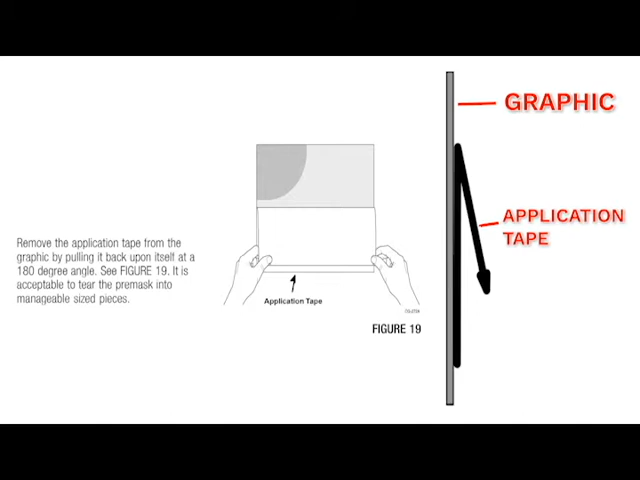 GRAPHIC
APPLICATION
TAPE
Remove the application tape from the
graphic by pulling it back upon itself at a
180 degree angle. See FIGURE 19. It is
acceptable to tear the premask into
manageable sized pieces.
Application Tape
FIGURE 19